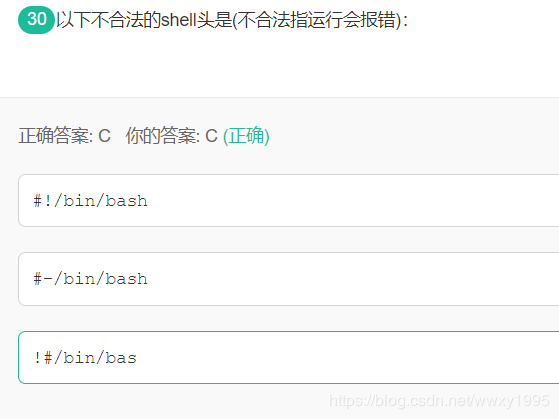 30 以下不合法的shell头是(不合法指运行会报错)：
正确答案: C 你的答案: C (正确)
#!/bin/bash
#-/bin/bash
!#/bin/bas
https://blog.csdn.net/wwxy1995